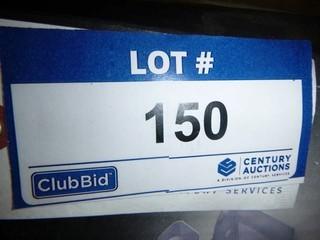 LOT #
150
ClubBid
CENTURY
AUCTIONS
A DIVISION OF CENTURY SERVICES
SERVICES